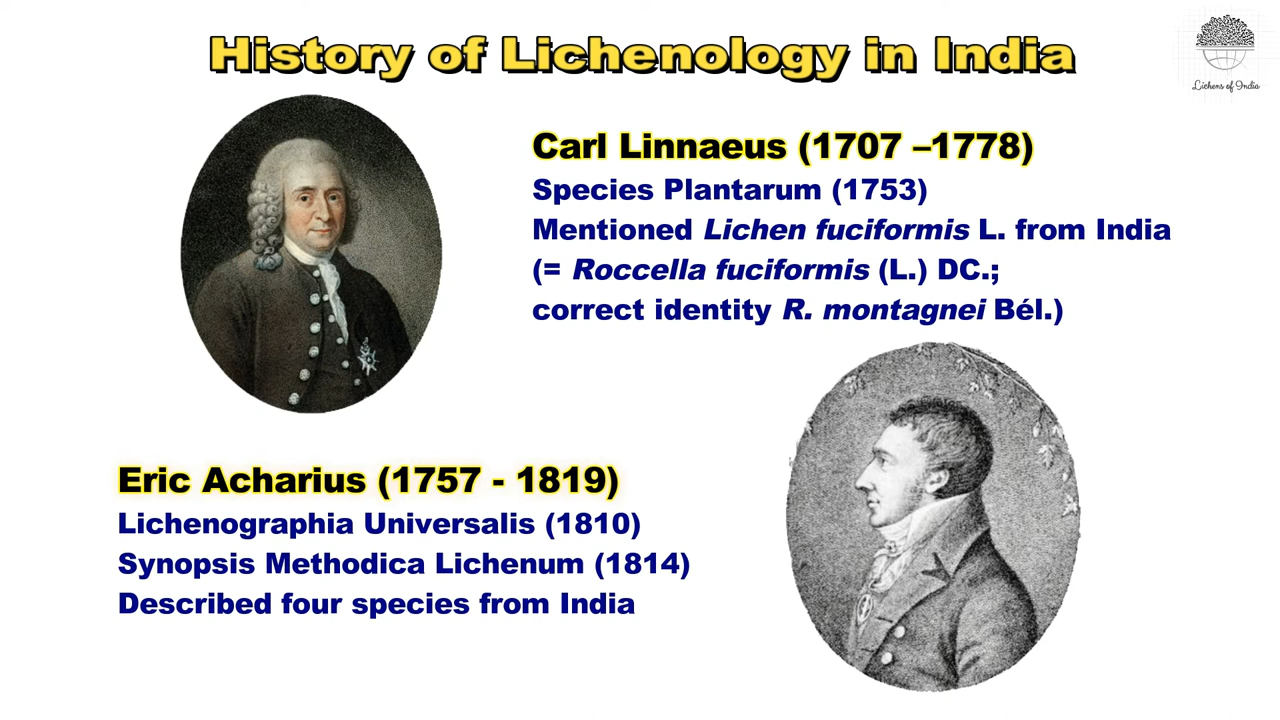 History of Lichenology in India
Lichens of India
Carl Linnaeus (1707 –1778)
Species Plantarum (1753)
Mentioned Lichen fuciformis L. from India
(= Roccella fuciformis (L.) DC.;
correct identity R. montagnei Bél.)
Eric Acharius (1757 - 1819)
Lichenographia Universalis (1810)
Synopsis Methodica Lichenum (1814)
Described four species from India